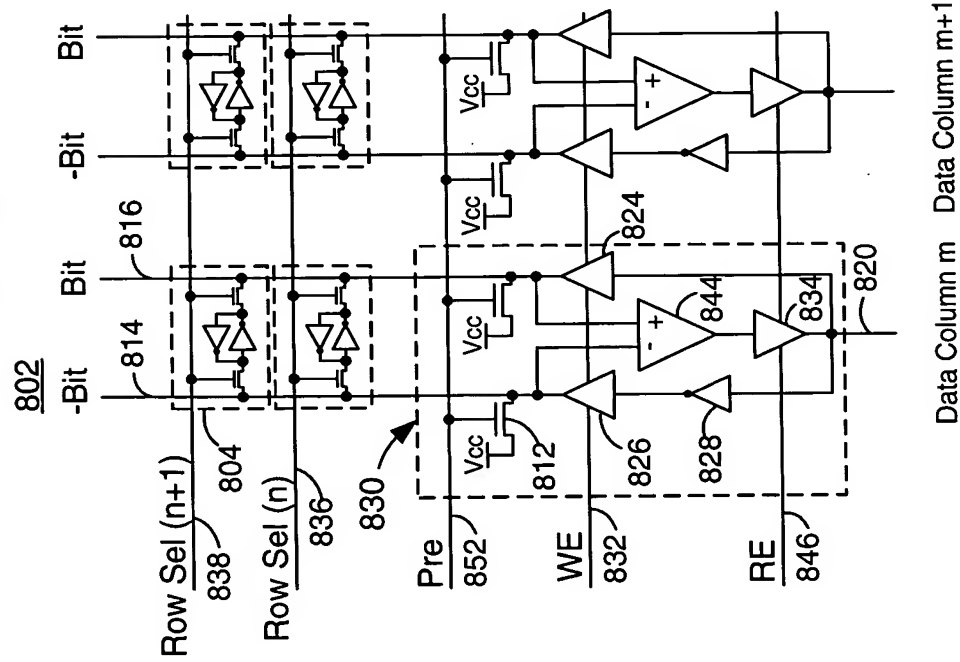 802
-Bit
Bit
-Bit
Bit
814
816
Row Sel (n+1)
838
804
Row Sel (n)
836
830
Pre
852
Vcc
Vcc
Vcc
Vcc
812
WE
832
826
824
+
-
+
-
844
828
834
RE
846
820
Data Column m
Data Column m+1